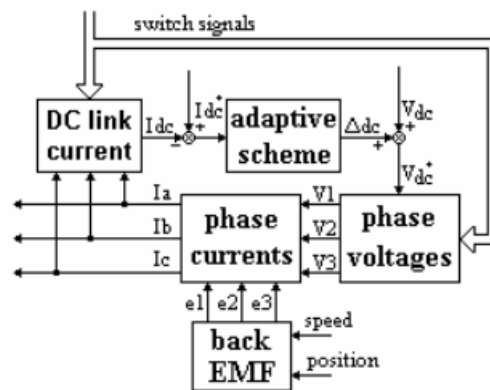 switch signals
DC link
current
Idc
−
Idc*
+
adaptive
scheme
Δdc
+
Vdc
+
Vdc*
Ia
Ib
Ic
phase
currents
V1
V2
V3
phase
voltages
e1 e2 e3
back
EMF
speed
position